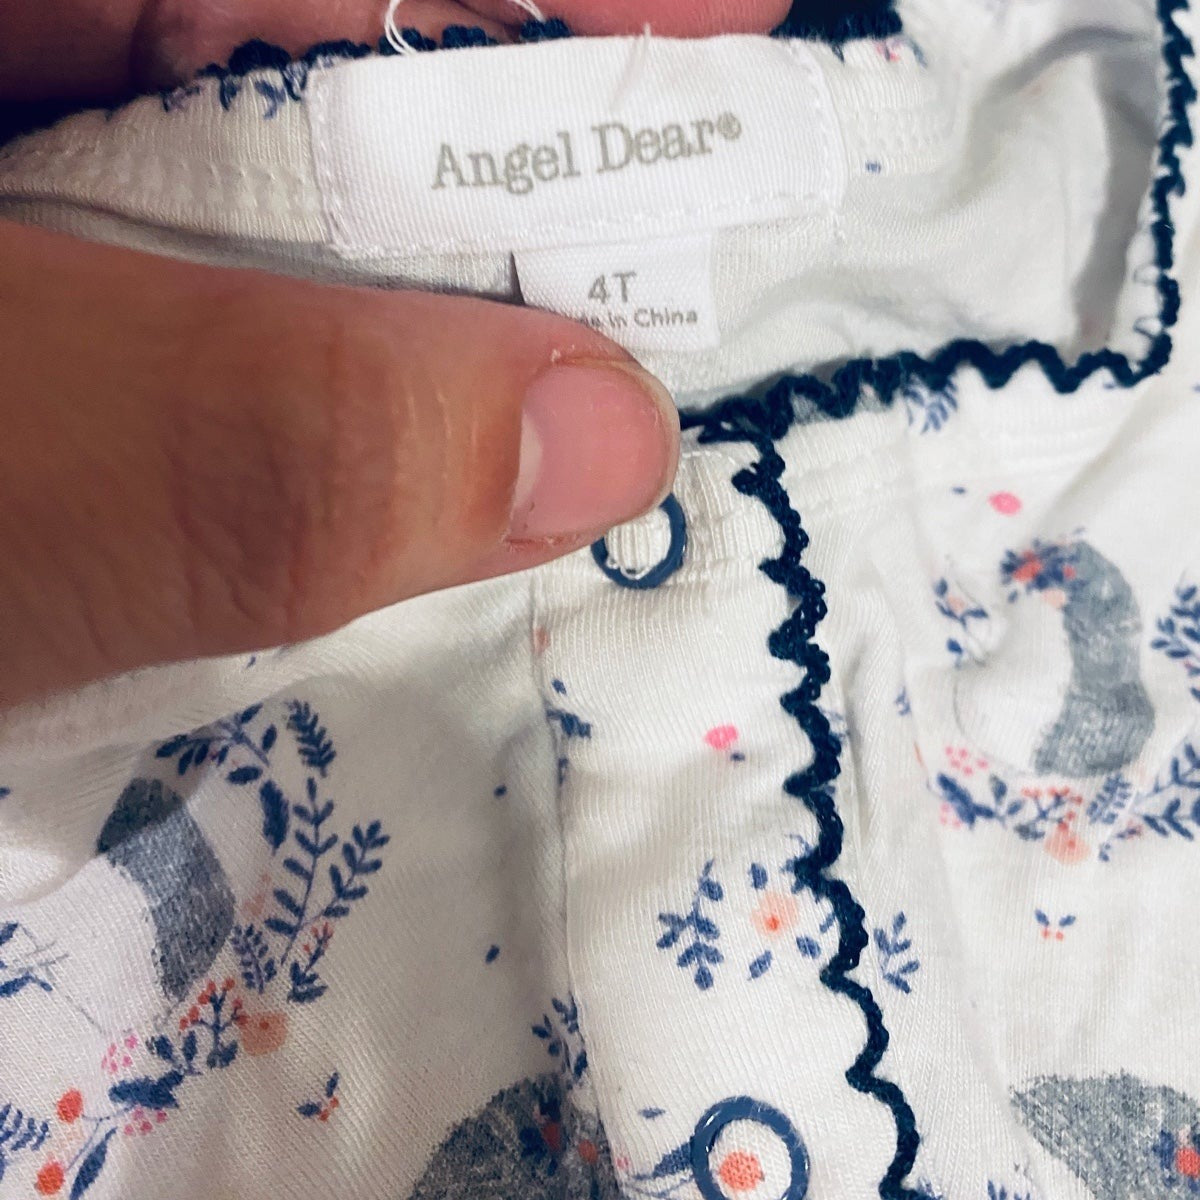 Angel Dear®
4T
in China